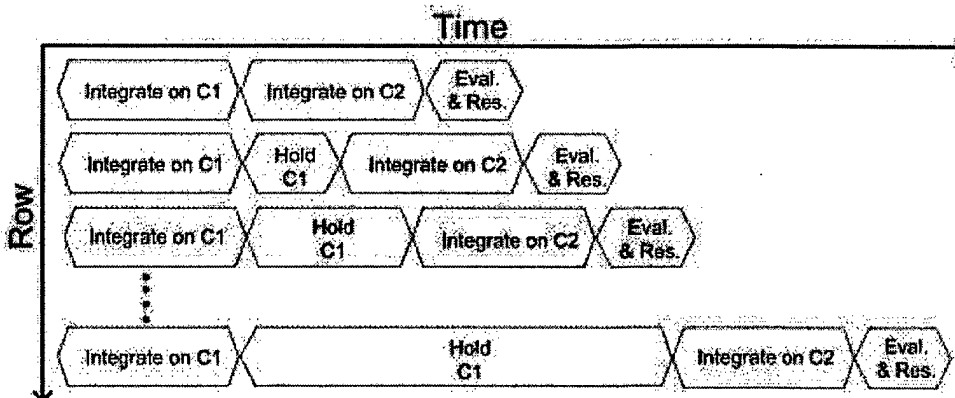 Time
Row
Integrate on C1
Integrate on C2
Eval.
& Res.
Integrate on C1
Hold
C1
Integrate on C2
Eval.
& Res.
Integrate on C1
Hold
C1
Integrate on C2
Eval.
& Res.
Integrate on C1
Hold
C1
Integrate on C2
Eval.
& Res.